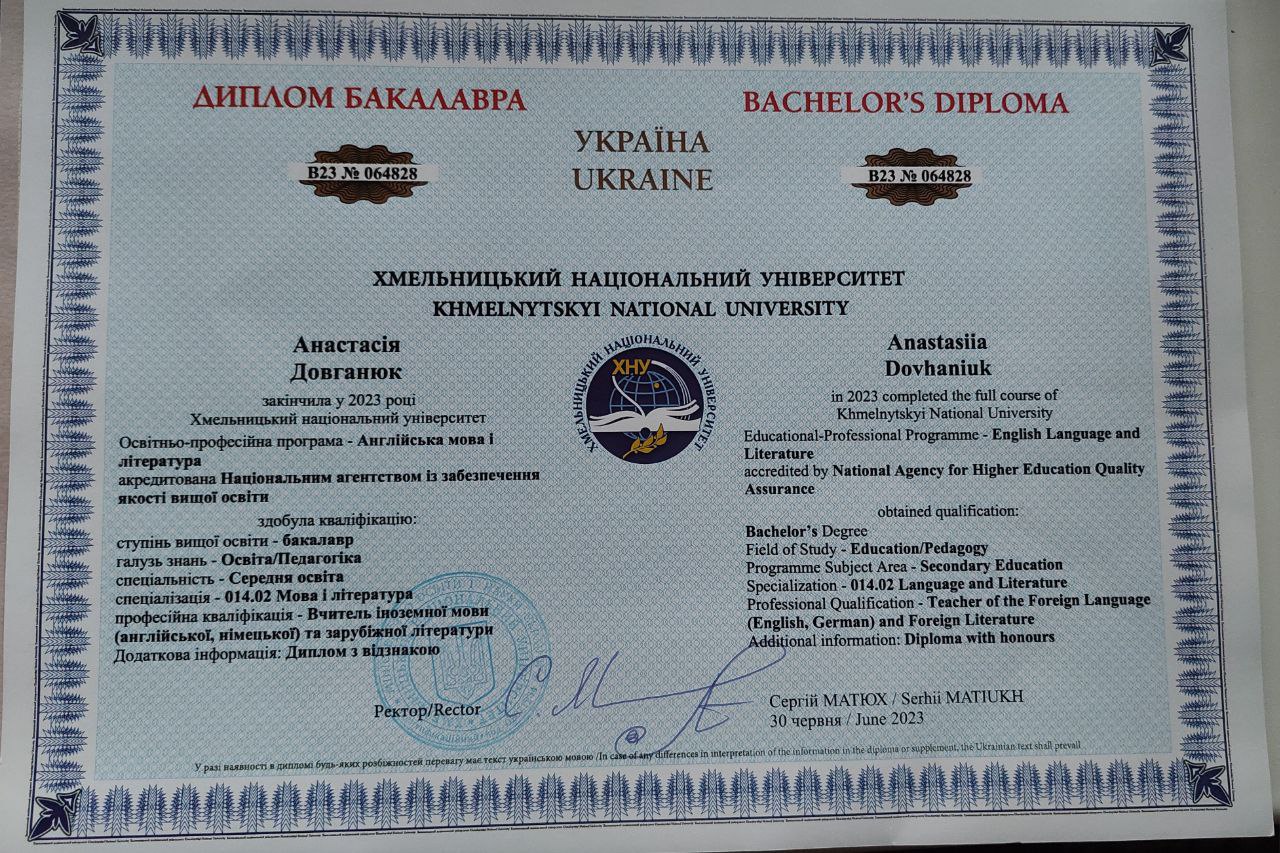 ДИПЛОМ БАКАЛАВРА
BACHELOR'S DIPLOMA
УКРАЇНА
UKRAINE
В23 № 064828
В23 № 064828
ХМЕЛЬНИЦЬКИЙ НАЦІОНАЛЬНИЙ УНІВЕРСИТЕТ
KHMELNYTSKYI NATIONAL UNIVERSITY
Анастасія
Довганюк
закінчила у 2023 році
Хмельницький національний університет
Освітньо-професійна програма - Англійська мова і
література
акредитована Національним агентством із забезпечення
якості вищої освіти
здобула кваліфікацію:
ступінь вищої освіти - бакалавр
галузь знань - Освіта/Педагогіка
спеціальність - Середня освіта
спеціалізація - 014.02 Мова і література
професійна кваліфікація - Вчитель іноземної мови
(англійської, німецької) та зарубіжної літератури
Додаткова інформація: Диплом з відзнакою
ХМЕЛЬНИЦЬКИЙ НАЦІОНАЛЬНИЙ УНІВЕРСИТЕТ
ХНУ
Anastasiia
Dovhaniuk
in 2023 completed the full course of
Khmelnytskyi National University
Educational-Professional Programme - English Language and
Literature
accredited by National Agency for Higher Education Quality
Assurance
obtained qualification:
Bachelor's Degree
Field of Study - Education/Pedagogy
Programme Subject Area - Secondary Education
Specialization - 014.02 Language and Literature
Professional Qualification - Teacher of the Foreign Language
(English, German) and Foreign Literature
Additional information: Diploma with honours
Ректор/Rector
Сергій МАТЮХ / Serhii MATIUKH
30 червня / June 2023
У разі наявності в дипломі будь-яких розбіжностей перевагу має текст українською мовою /In case of any differences in interpretation of the information in the diploma or supplement, the Ukrainian text shall prevail